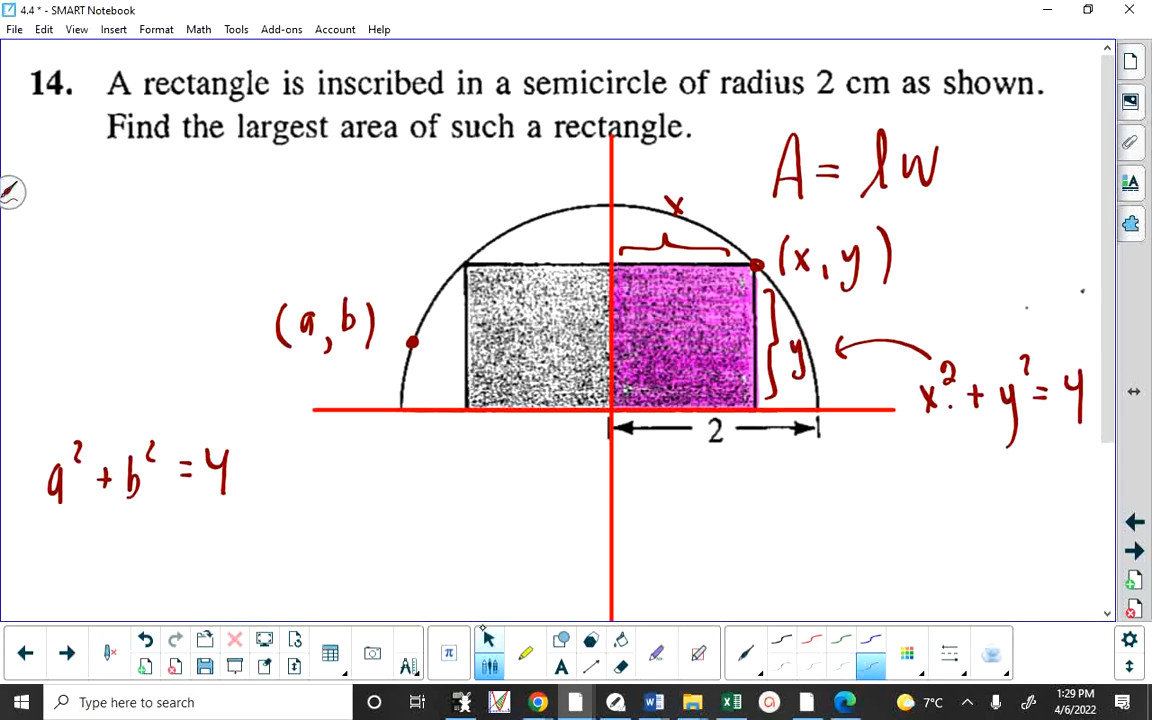 4.4 * - SMART Notebook
File Edit View Insert Format Math Tools Add-ons Account Help
14. A rectangle is inscribed in a semicircle of radius 2 cm as shown.
Find the largest area of such a rectangle.
A = l w
x
(x, y)
(a, b)
y
x² + y² = 4
2
a² + b² = 4
π
A
A
Type here to search
7°C
1:29 PM
4/6/2022